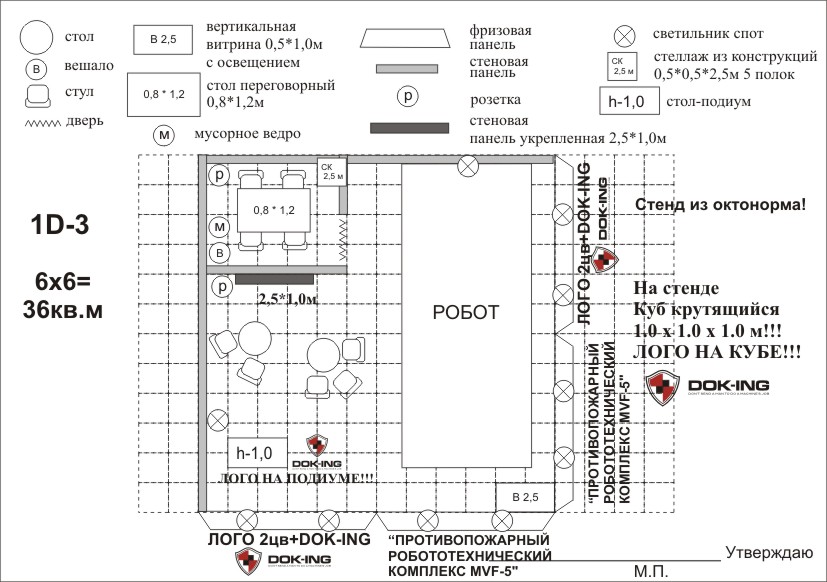 стол
В
вешало
стул
дверь
М
мусорное ведро
В 2,5
вертикальная
витрина 0,5*1,0м
с освещением
0,8 * 1,2
стол переговорный
0,8*1,2м
фризовая
панель
стеновая
панель
р
розетка
стеновая
панель укрепленная 2,5*1,0м
светильник спот
СК
2,5 м
стеллаж из конструкций
0,5*0,5*2,5м 5 полок
h-1,0
стол-подиум
1D-3
6х6=
36кв.м
р
СК
2,5 м
0,8 * 1,2
М
В
р
2,5*1,0м
РОБОТ
h-1,0
DOK-ING
ЛОГО НА ПОДИУМЕ!!!
В 2,5
ЛОГО 2цв+DOK-ING
DOK-ING
"ПРОТИВОПОЖАРНЫЙ
РОБОТОТЕХНИЧЕСКИЙ
КОМПЛЕКС MVF-5"
Стенд из октонорма!
На стенде
Куб крутящийся
1.0 х 1.0 х 1.0 м!!!
ЛОГО НА КУБЕ!!!
DOK-ING
ЛОГО 2цв+DOK-ING
DOK-ING
"ПРОТИВОПОЖАРНЫЙ
РОБОТОТЕХНИЧЕСКИЙ
КОМПЛЕКС MVF-5"
Утверждаю
М.П.